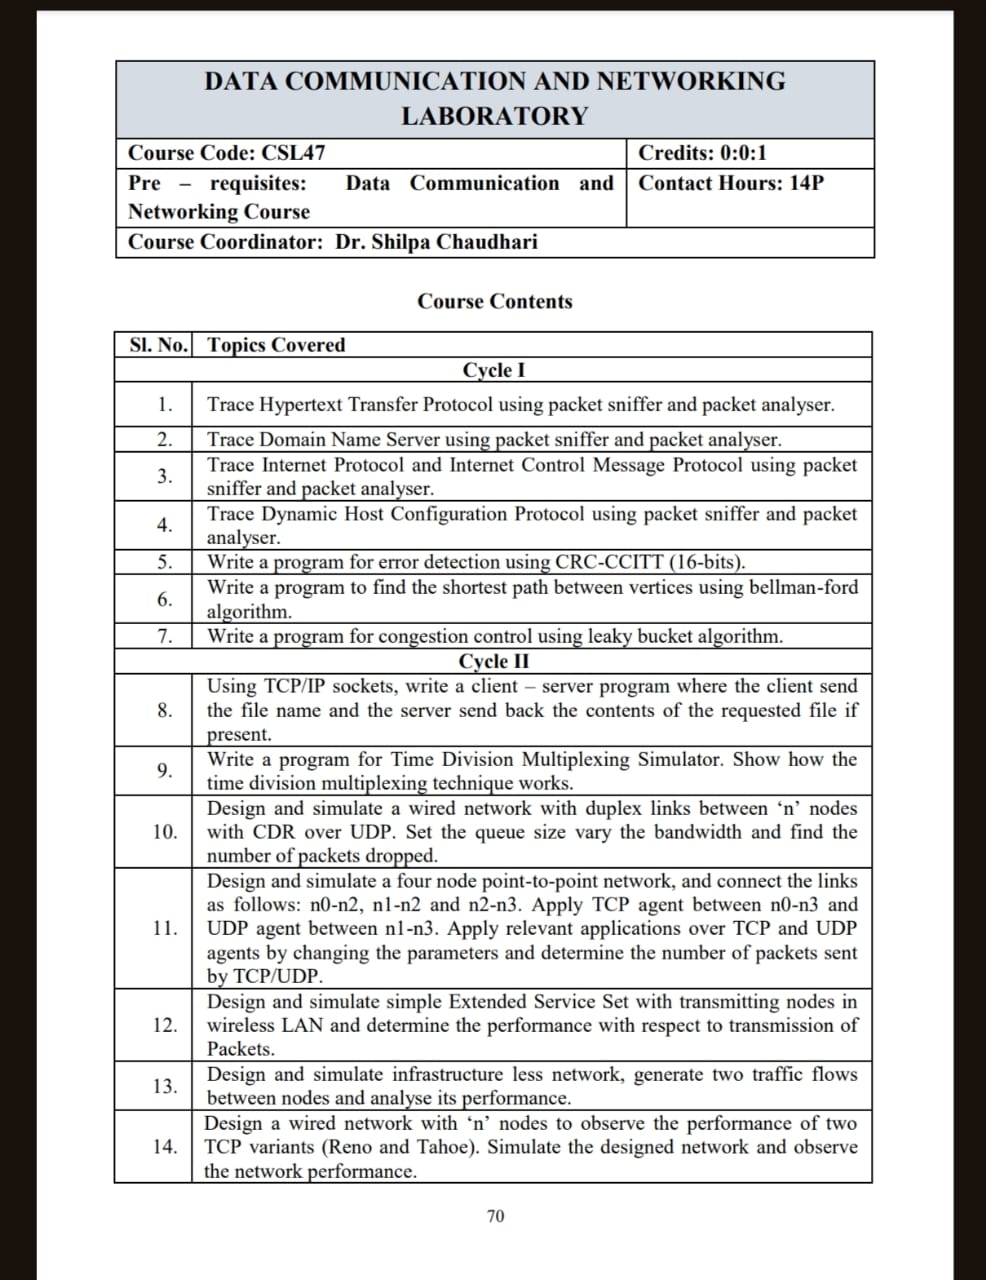 DATA COMMUNICATION AND NETWORKING
LABORATORY
Course Code: CSL47
Credits: 0:0:1
Pre – requisites: Data Communication and
Networking Course
Contact Hours: 14P
Course Coordinator: Dr. Shilpa Chaudhari
Course Contents
Sl. No. Topics Covered
Cycle I
1. Trace Hypertext Transfer Protocol using packet sniffer and packet analyser.
2. Trace Domain Name Server using packet sniffer and packet analyser.
3. Trace Internet Protocol and Internet Control Message Protocol using packet
sniffer and packet analyser.
4. Trace Dynamic Host Configuration Protocol using packet sniffer and packet
analyser.
5. Write a program for error detection using CRC-CCITT (16-bits).
6. Write a program to find the shortest path between vertices using bellman-ford
algorithm.
7. Write a program for congestion control using leaky bucket algorithm.
Cycle II
8. Using TCP/IP sockets, write a client – server program where the client send
the file name and the server send back the contents of the requested file if
present.
9. Write a program for Time Division Multiplexing Simulator. Show how the
time division multiplexing technique works.
10. Design and simulate a wired network with duplex links between ‘n’ nodes
with CDR over UDP. Set the queue size vary the bandwidth and find the
number of packets dropped.
11. Design and simulate a four node point-to-point network, and connect the links
as follows: n0-n2, n1-n2 and n2-n3. Apply TCP agent between n0-n3 and
UDP agent between n1-n3. Apply relevant applications over TCP and UDP
agents by changing the parameters and determine the number of packets sent
by TCP/UDP.
12. Design and simulate simple Extended Service Set with transmitting nodes in
wireless LAN and determine the performance with respect to transmission of
Packets.
13. Design and simulate infrastructure less network, generate two traffic flows
between nodes and analyse its performance.
14. Design a wired network with ‘n’ nodes to observe the performance of two
TCP variants (Reno and Tahoe). Simulate the designed network and observe
the network performance.
70